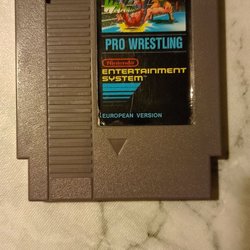 PRO WRESTLING
Nintendo
ENTERTAINMENT
SYSTEM
EUROPEAN VERSION